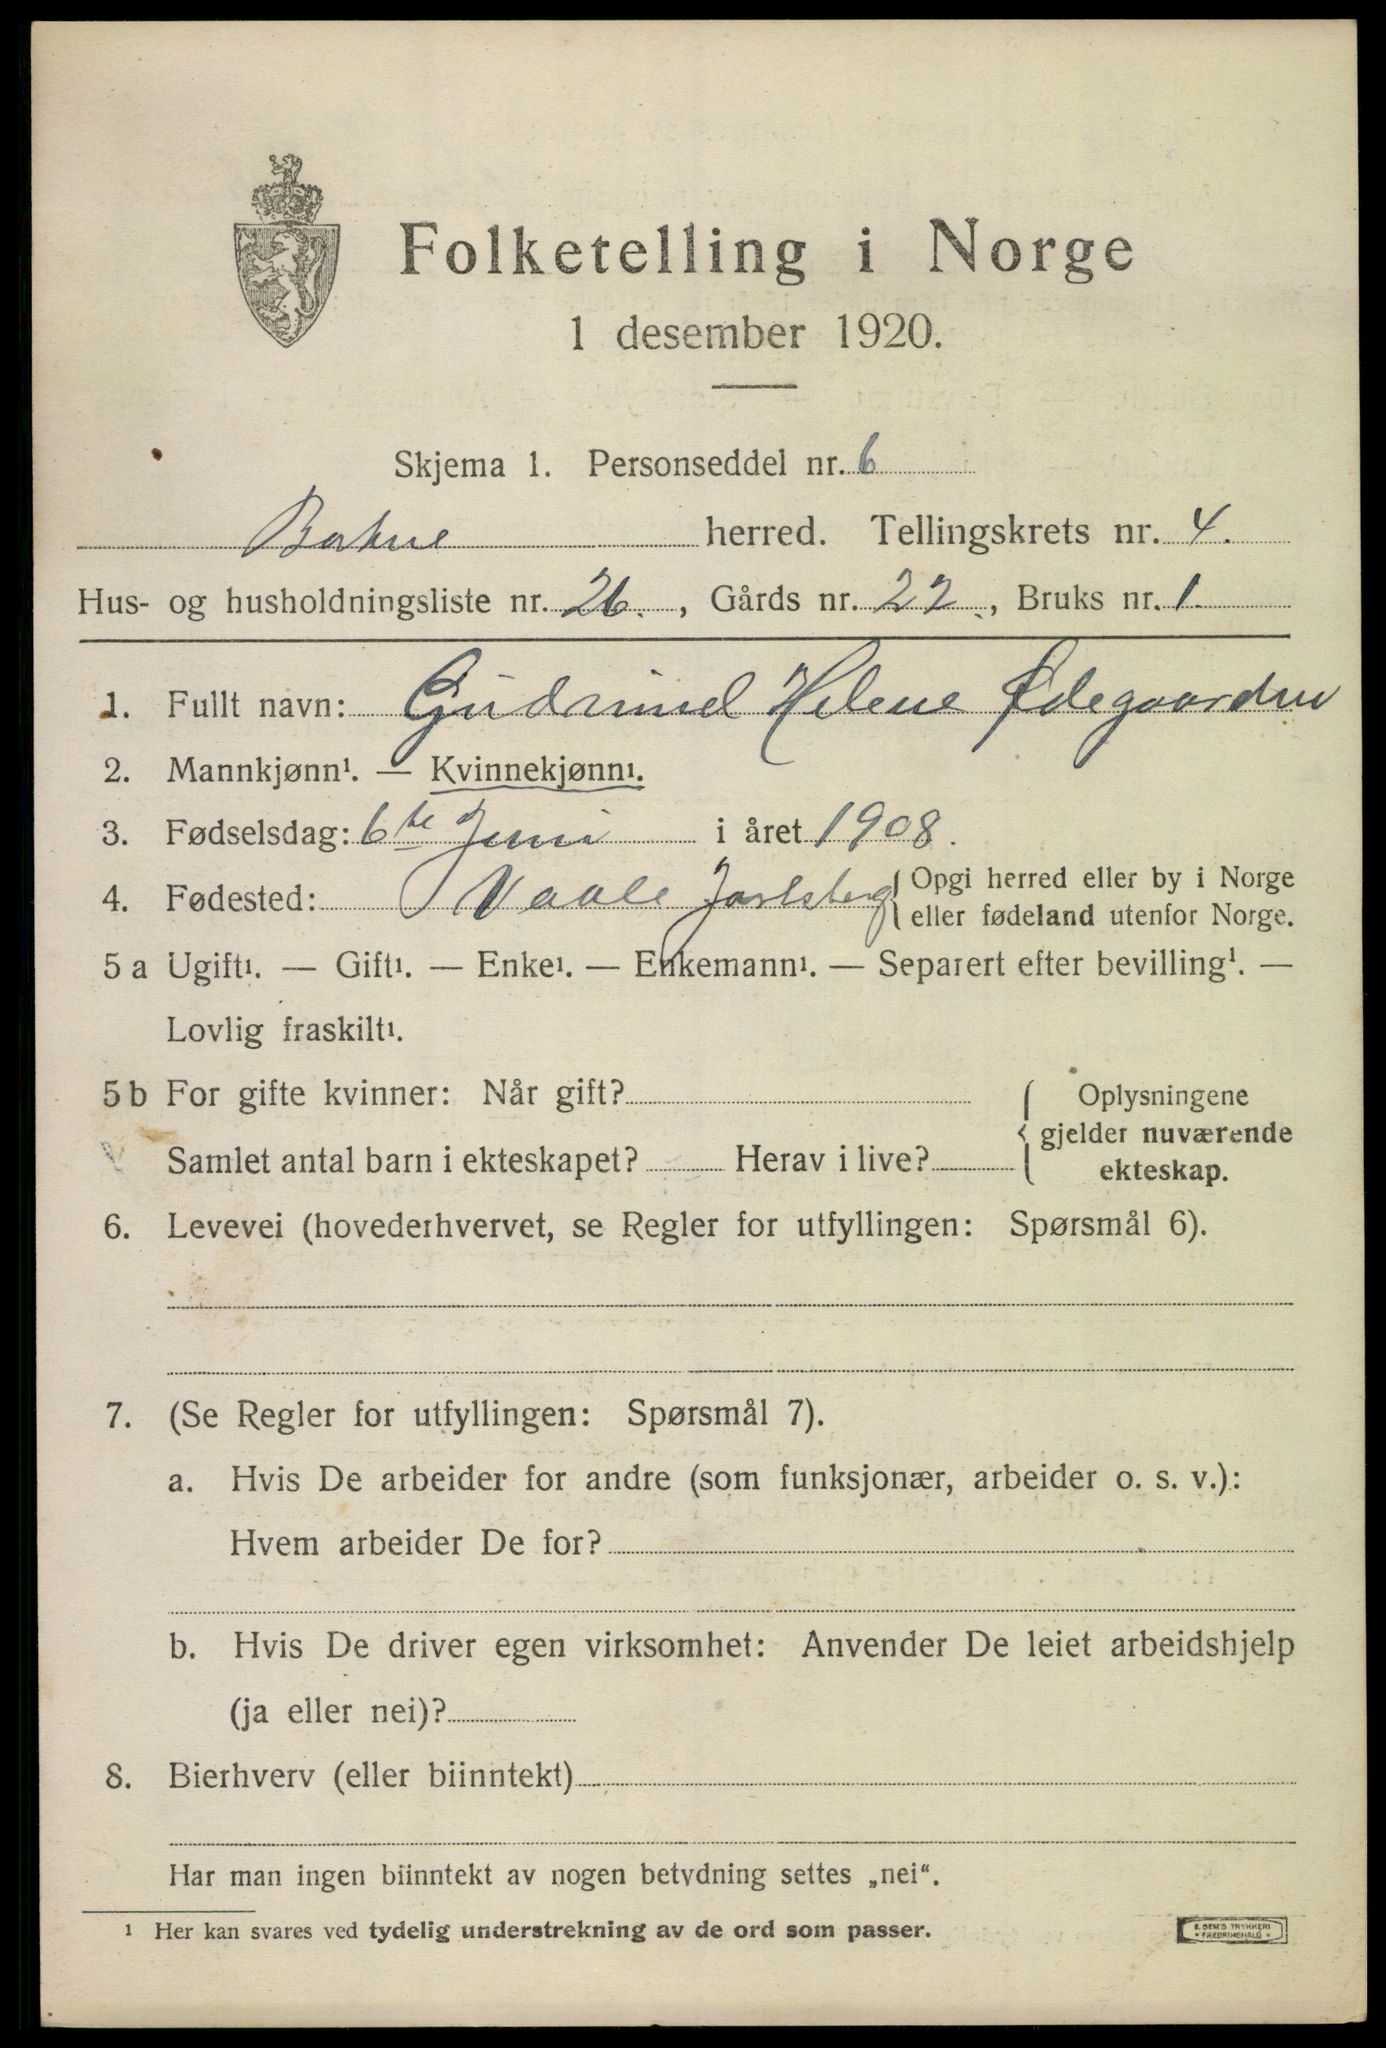 Folketelling i Norge
1 desember 1920.
Skjema 1. Personseddel nr. 6
Borhue herred. Tellingskrets nr. 4.
Hus- og husholdningsliste nr. 26., Gårds nr. 22., Bruks nr. 1.
1. Fullt navn: Helene Ødegaarden
2. Mannkjønn¹. — Kvinnekjønn¹.
3. Fødselsdag: 6te Juni i året 1908.
4. Fødested: Vaale Jarlsberg { Opgi herred eller by i Norge
eller fødeland utenfor Norge.
5 a Ugift¹. — Gift¹. — Enke¹. — Enkemann¹. — Separert efter bevilling¹. —
Lovlig fraskilt¹.
5 b For gifte kvinner: Når gift?
Samlet antal barn i ekteskapet? Herav i live?
{ Oplysningene
gjelder nuværende
ekteskap.
6. Levevei (hovederhvervet, se Regler for utfyllingen: Spørsmål 6).
7. (Se Regler for utfyllingen: Spørsmål 7).
a. Hvis De arbeider for andre (som funksjonær, arbeider o. s. v.):
Hvem arbeider De for?
b. Hvis De driver egen virksomhet: Anvender De leiet arbeidshjelp
(ja eller nei)?
8. Bierhverv (eller biinntekt)
Har man ingen biinntekt av nogen betydning settes „nei“.
¹ Her kan svares ved tydelig understrekning av de ord som passer.
E. SEM'S TRYKKERI
* FREDRIKSHALD *